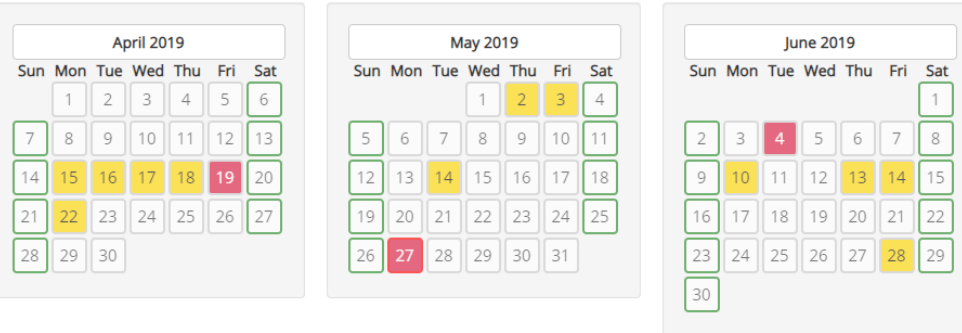 April 2019
Sun Mon Tue Wed Thu Fri Sat
1 2 3 4 5 6
7 8 9 10 11 12 13
14 15 16 17 18 19 20
21 22 23 24 25 26 27
28 29 30
May 2019
Sun Mon Tue Wed Thu Fri Sat
1 2 3 4
5 6 7 8 9 10 11
12 13 14 15 16 17 18
19 20 21 22 23 24 25
26 27 28 29 30 31
June 2019
Sun Mon Tue Wed Thu Fri Sat
1
2 3 4 5 6 7 8
9 10 11 12 13 14 15
16 17 18 19 20 21 22
23 24 25 26 27 28 29
30